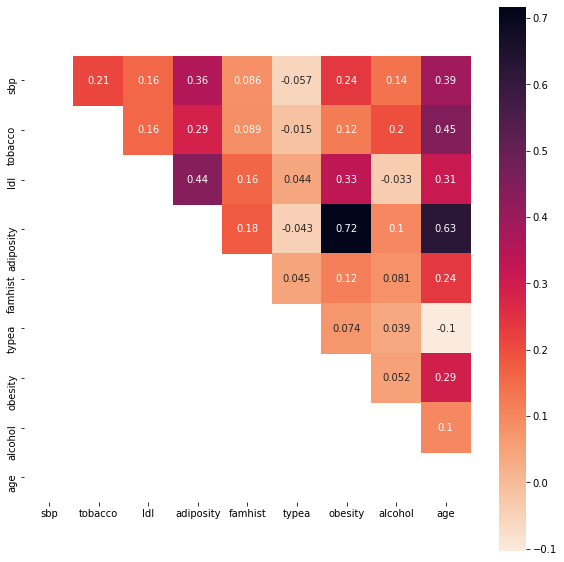 0.7
sbp 0.21 0.16 0.36 0.086 -0.057 0.24 0.14 0.39
0.6
tobacco 0.16 0.29 0.089 -0.015 0.12 0.2 0.45
0.5
ldl 0.44 0.16 0.044 0.33 -0.033 0.31
0.4
adiposity 0.18 -0.043 0.72 0.1 0.63
0.3
famhist 0.045 0.12 0.081 0.24
0.2
typea 0.074 0.039 -0.1
0.1
obesity 0.052 0.29
0.0
alcohol 0.1
age
−0.1
sbp tobacco ldl adiposity famhist typea obesity alcohol age